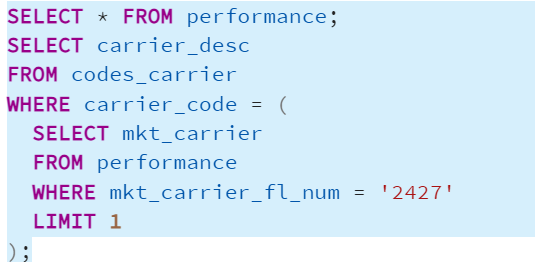 SELECT * FROM performance;
SELECT carrier_desc
FROM codes_carrier
WHERE carrier_code = (
  SELECT mkt_carrier
  FROM performance
  WHERE mkt_carrier_fl_num = '2427'
  LIMIT 1
);